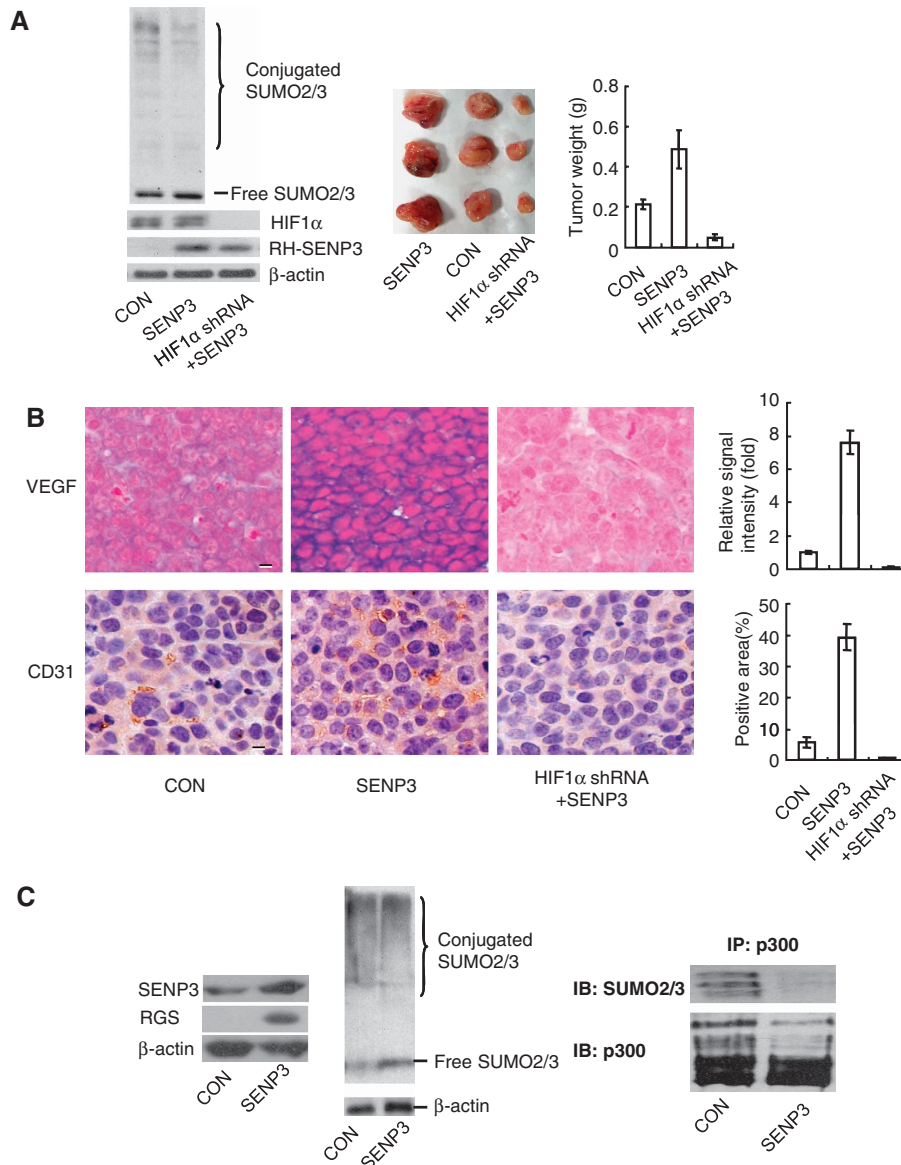 A
Conjugated
SUMO2/3
Free SUMO2/3
HIF1α
RH-SENP3
β-actin
CON
SENP3
HIF1α shRNA
+SENP3
SENP3
CON
HIF1α shRNA
+SENP3
Tumor weight (g)
0.8
0.6
0.4
0.2
0
CON
SENP3
HIF1α shRNA
+SENP3
B
VEGF
CD31
CON
SENP3
HIF1α shRNA
+SENP3
Relative signal
intensity (fold)
10
8
6
4
2
0
Positive area(%)
50
40
30
20
10
0
CON
SENP3
HIF1α shRNA
+SENP3
C
SENP3
RGS
β-actin
CON
SENP3
Conjugated
SUMO2/3
Free SUMO2/3
β-actin
CON
SENP3
IP: p300
IB: SUMO2/3
IB: p300
CON
SENP3